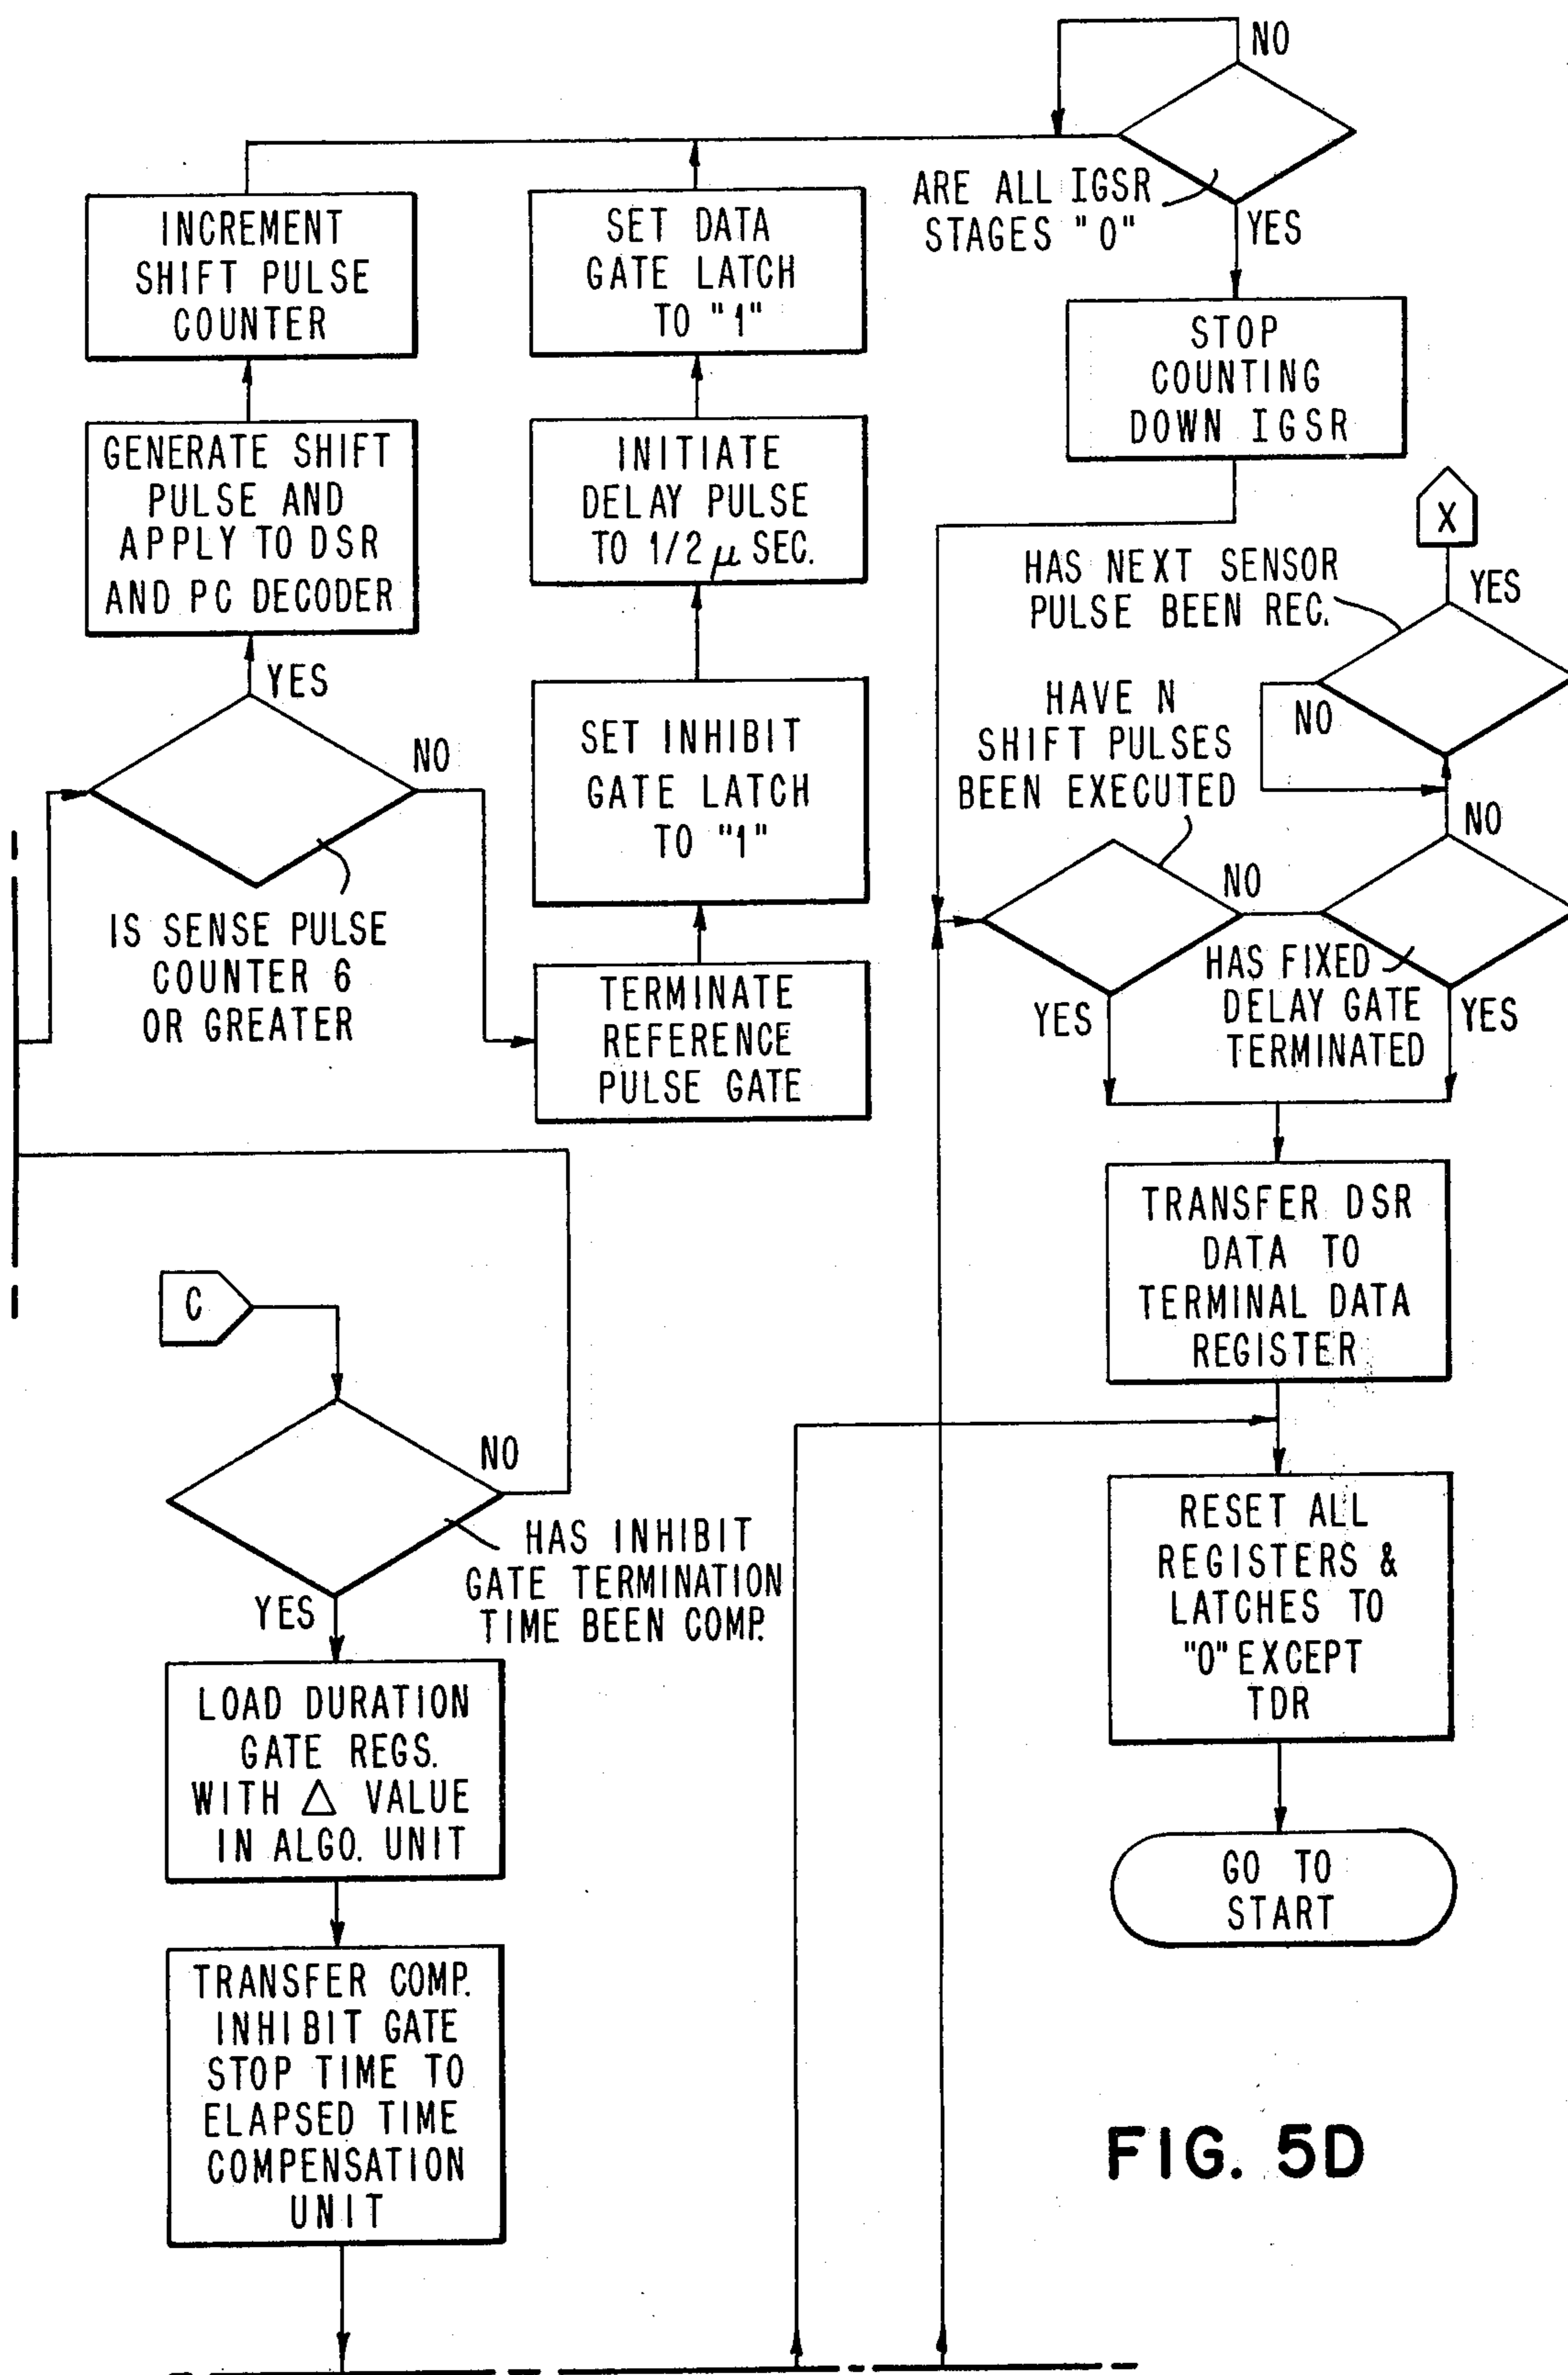 NO
ARE ALL IGSR
STAGES "0"
YES
INCREMENT
SHIFT PULSE
COUNTER
SET DATA
GATE LATCH
TO "1"
STOP
COUNTING
DOWN IGSR
GENERATE SHIFT
PULSE AND
APPLY TO DSR
AND PC DECODER
INITIATE
DELAY PULSE
TO 1/2 μ SEC.
X
HAS NEXT SENSOR
PULSE BEEN REC.
YES
NO
YES
NO
SET INHIBIT
GATE LATCH
TO "1"
HAVE N
SHIFT PULSES
BEEN EXECUTED
NO
NO
IS SENSE PULSE
COUNTER 6
OR GREATER
TERMINATE
REFERENCE
PULSE GATE
HAS FIXED
DELAY GATE
TERMINATED
YES
YES
TRANSFER DSR
DATA TO
TERMINAL DATA
REGISTER
C
NO
HAS INHIBIT
GATE TERMINATION
TIME BEEN COMP.
YES
RESET ALL
REGISTERS &
LATCHES TO
"0" EXCEPT
TDR
LOAD DURATION
GATE REGS.
WITH △ VALUE
IN ALGO. UNIT
GO TO
START
TRANSFER COMP.
INHIBIT GATE
STOP TIME TO
ELAPSED TIME
COMPENSATION
UNIT
FIG. 5D